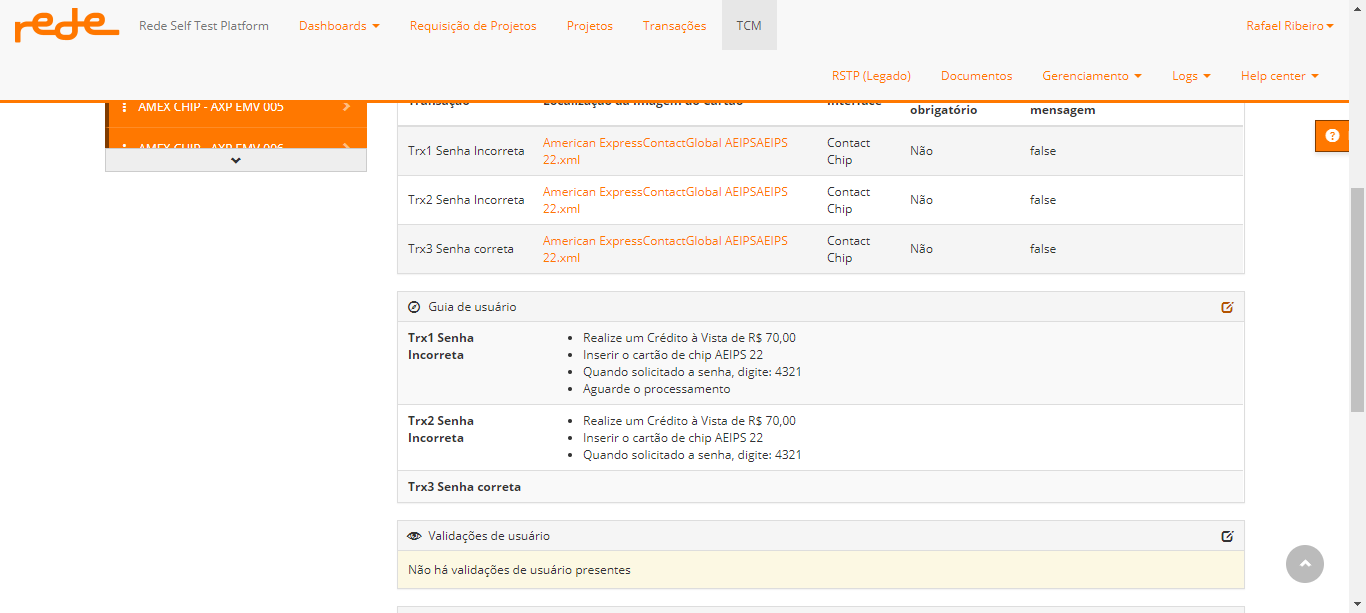 rede
Rede Self Test Platform
Dashboards
Requisição de Projetos
Projetos
Transações
TCM
Rafael Ribeiro
RSTP (Legado)
Documentos
Gerenciamento
Logs
Help center
AMEX CHIP - AXP EMV 005
AMEX CHIP - AXP EMV 006
Transação
Localização da imagem do cartão
Interface
obrigatório
mensagem
Trx1 Senha Incorreta
American ExpressContactGlobal AEIPSAEIPS
22.xml
Contact
Chip
Não
false
Trx2 Senha Incorreta
American ExpressContactGlobal AEIPSAEIPS
22.xml
Contact
Chip
Não
false
Trx3 Senha correta
American ExpressContactGlobal AEIPSAEIPS
22.xml
Contact
Chip
Não
false
Guia de usuário
Trx1 Senha
Incorreta
Realize um Crédito à Vista de R$ 70,00
Inserir o cartão de chip AEIPS 22
Quando solicitado a senha, digite: 4321
Aguarde o processamento
Trx2 Senha
Incorreta
Realize um Crédito à Vista de R$ 70,00
Inserir o cartão de chip AEIPS 22
Quando solicitado a senha, digite: 4321
Trx3 Senha correta
Validações de usuário
Não há validações de usuário presentes